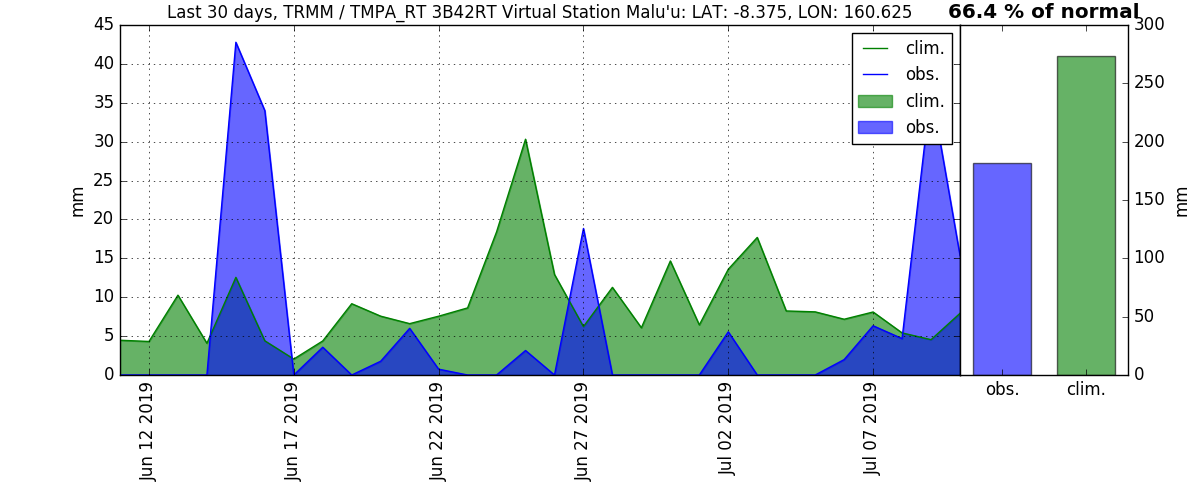 Last 30 days, TRMM / TMPA_RT 3B42RT Virtual Station Malu'u: LAT: -8.375, LON: 160.625
66.4 % of normal
45
40
35
30
25
20
15
10
5
0
mm
clim.
obs.
clim.
obs.
Jun 12 2019
Jun 17 2019
Jun 22 2019
Jun 27 2019
Jul 02 2019
Jul 07 2019
300
250
200
150
100
50
0
mm
obs.
clim.